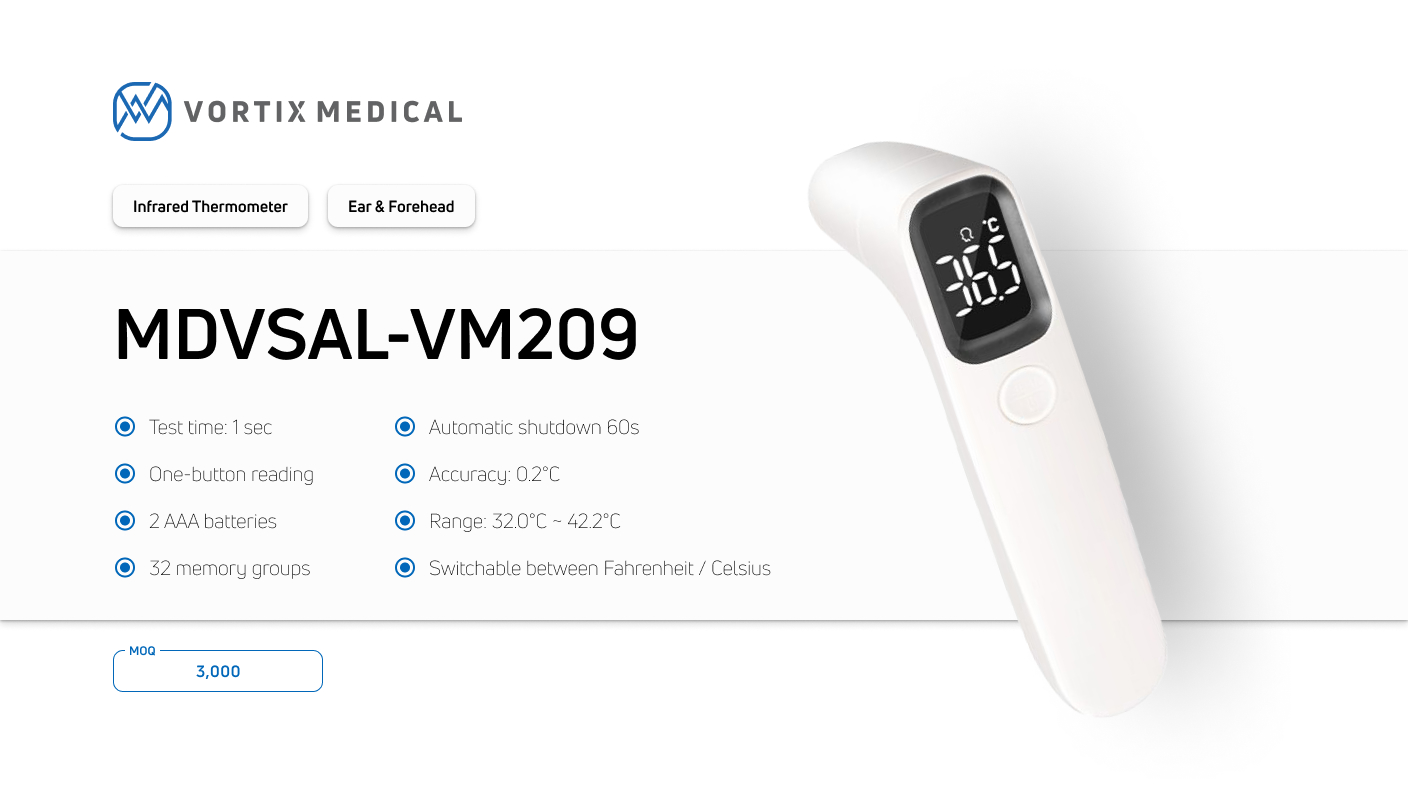 VORTIX MEDICAL
Infrared Thermometer
Ear & Forehead
MDVSAL-VM209
Test time: 1 sec
One-button reading
2 AAA batteries
32 memory groups
Automatic shutdown 60s
Accuracy: 0.2°C
Range: 32.0°C ~ 42.2°C
Switchable between Fahrenheit / Celsius
°C
36.5
MOQ
3,000